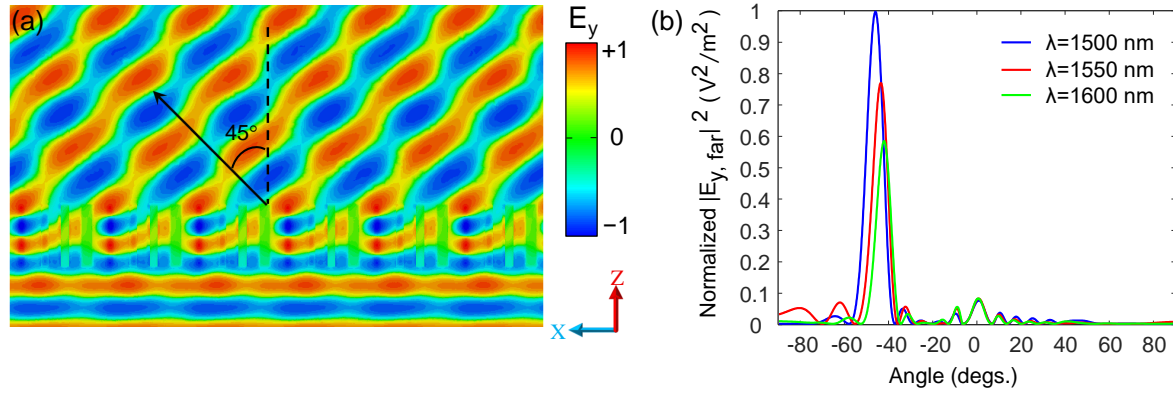 (a)
45°
E_y
+1
0
−1
z
x
(b)
Normalized |E_{y, far}|^2 (V^2/m^2)
1
0.9
0.8
0.7
0.6
0.5
0.4
0.3
0.2
0.1
0
-80 -60 -40 -20 0 20 40 60 80
Angle (degs.)
λ=1500 nm
λ=1550 nm
λ=1600 nm